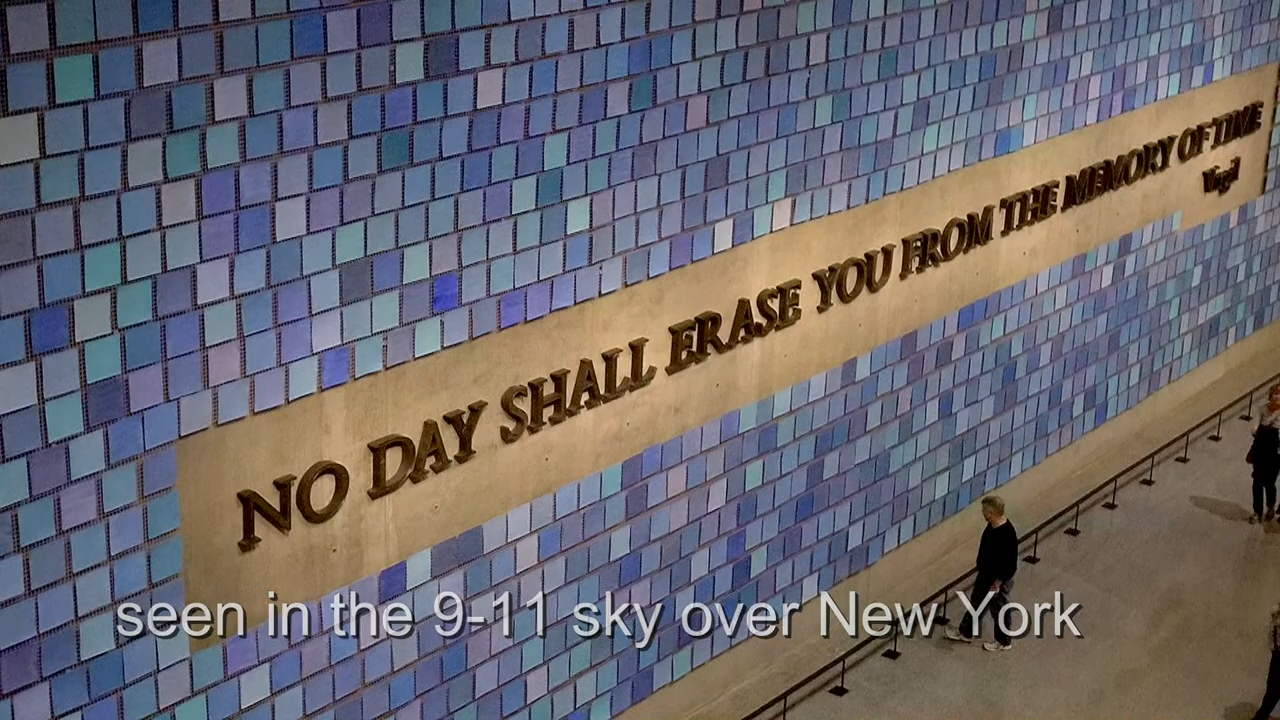 NO DAY SHALL ERASE YOU FROM THE MEMORY OF TIME
Virgil
seen in the 9-11 sky over New York